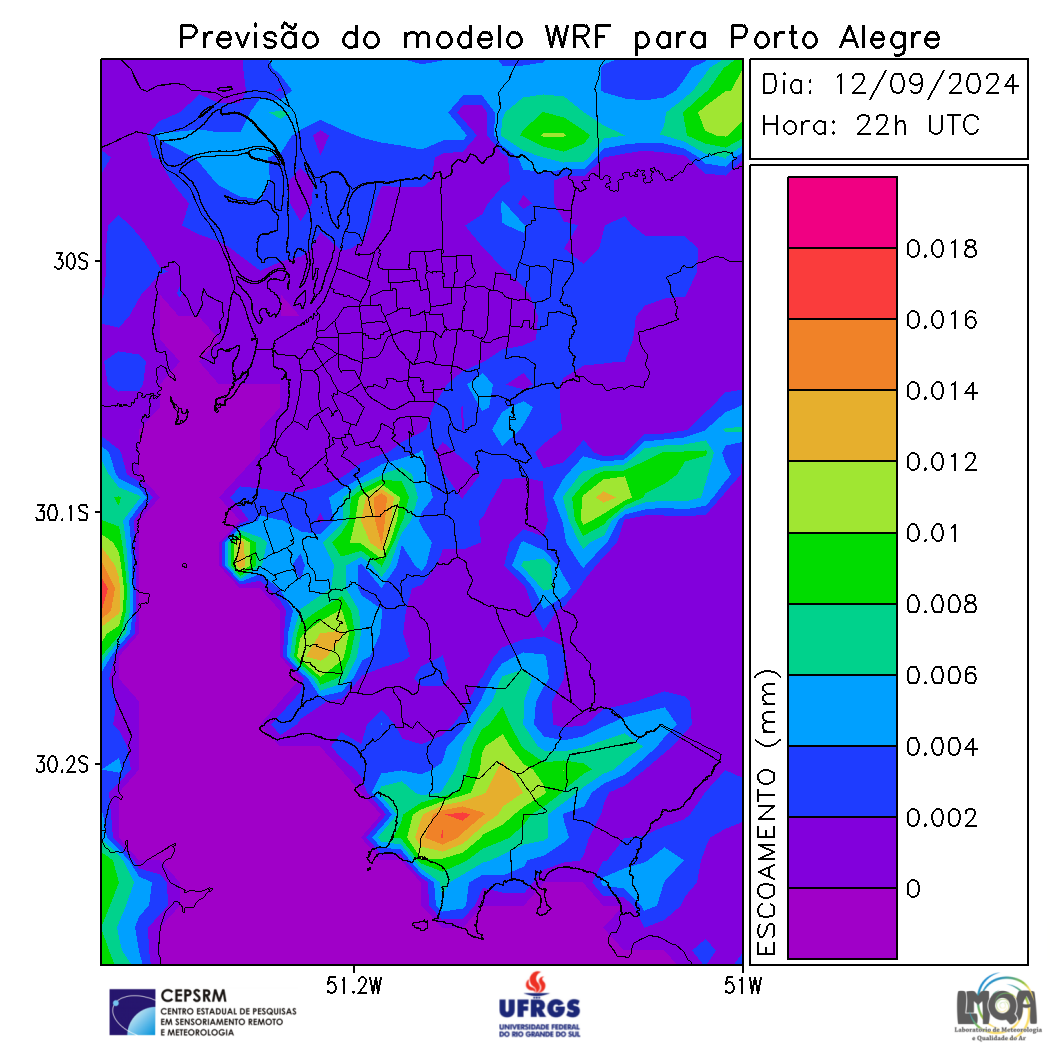 Previsão do modelo WRF para Porto Alegre
Dia: 12/09/2024
Hora: 22h UTC
30S
30.1S
30.2S
51.2W
51W
0.018
0.016
0.014
0.012
0.01
0.008
0.006
0.004
0.002
0
ESCOAMENTO (mm)
CEPSRM
CENTRO ESTADUAL DE PESQUISAS
EM SENSORIAMENTO REMOTO
E METEOROLOGIA
UFRGS
UNIVERSIDADE FEDERAL
DO RIO GRANDE DO SUL
LMQA
Laboratório de Meteorologia
e Qualidade do Ar